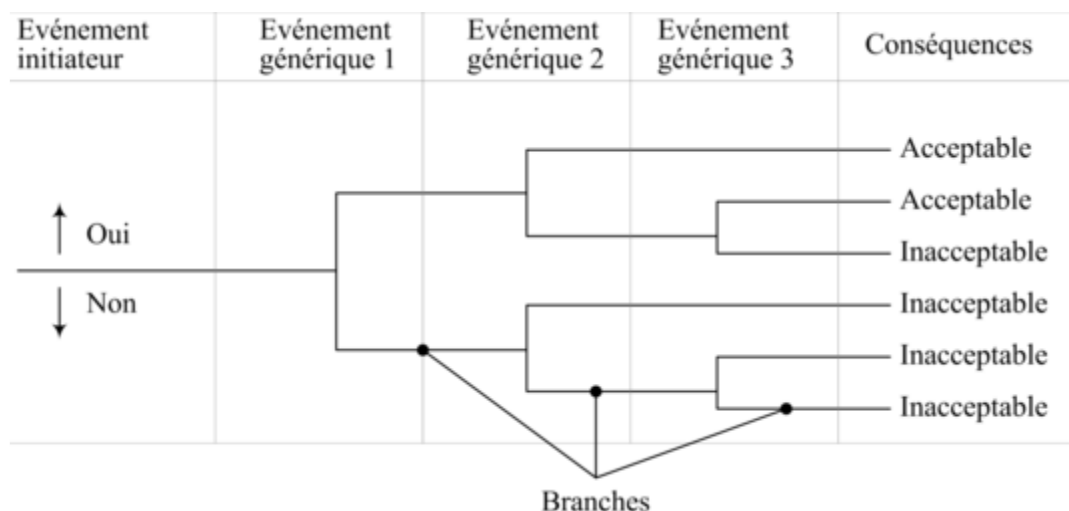 Evénement
initiateur
Evénement
générique 1
Evénement
générique 2
Evénement
générique 3
Conséquences
Acceptable
Acceptable
Oui
Inacceptable
Non
Inacceptable
Inacceptable
Inacceptable
Branches